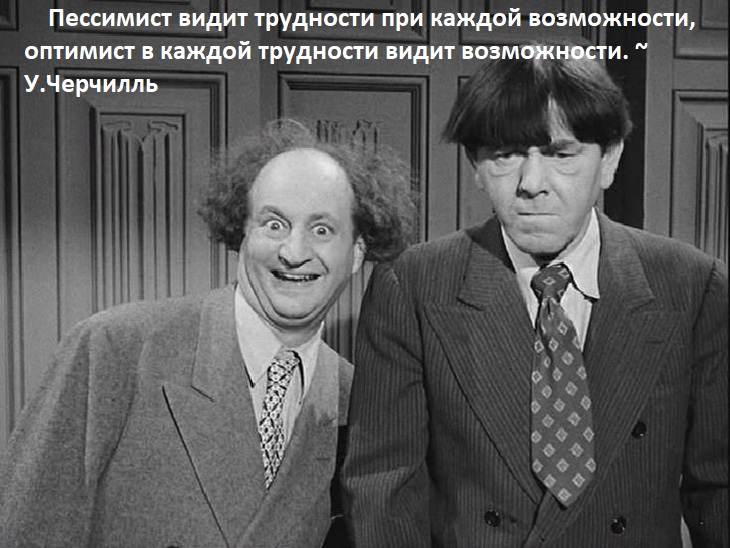 Пессимист видит трудности при каждой возможности,
оптимист в каждой трудности видит возможности. ~
У.Черчилль